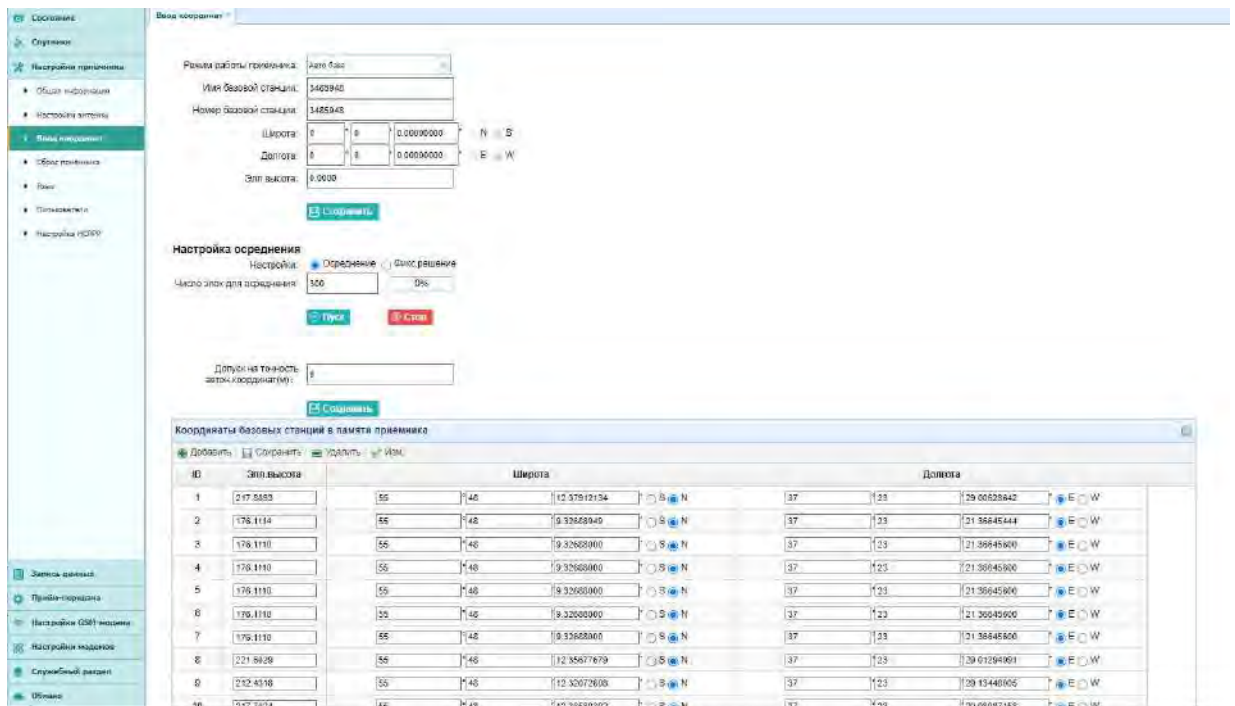 Состояние
Спутники
Настройки приемника
Общая информация
Настройки антенны
Ввод координат
Сброс приемника
Язык
Пользователи
Настройка HCPPP
Запись данных
Прием-передача
Настройки GSM модема
Настройки модемов
Служебный раздел
Облако
Ввод координат ×
Режим работы приемника: Авто база
Имя базовой станции: 3465948
Номер базовой станции: 3465948
Широта: 0 ° 0 ' 0.00000000 " N S
Долгота: 0 ° 0 ' 0.00000000 " E W
Элл высота: 0.0000
Сохранить
Настройка осреднения
Настройки: Осреднение Фикс решение
Число эпох для осреднения: 300 0%
Пуск Стоп
Допуск на точность
автон.координат(м) :
Сохранить
Координаты базовых станций в памяти приемника
Добавить Сохранить Удалить Изм.
ID Элл.высота Широта Долгота
1 55 ° 48 ' 12.37912134 " S N 37 ° 23 ' 29.00528642 " E W
2 176.1114 55 ° 48 ' 9.32688949 " S N 37 ° 23 ' 21.36645444 " E W
3 176.1110 55 ° 48 ' 9.32688000 " S N 37 ° 23 ' 21.36645600 " E W
4 176.1110 55 ° 48 ' 9.32688000 " S N 37 ° 23 ' 21.36645600 " E W
5 176.1110 55 ° 48 ' 9.32688000 " S N 37 ° 23 ' 21.36645600 " E W
6 176.1110 55 ° 48 ' 9.32688000 " S N 37 ° 23 ' 21.36645600 " E W
7 176.1110 55 ° 48 ' 9.32688000 " S N 37 ° 23 ' 21.36645600 " E W
8 55 ° 48 ' 12.35677679 " S N 37 ° 23 ' 29.01294991 " E W
9 212.4318 55 ° 48 ' 12.32072608 " S N 37 ° 23 ' 29.13448005 " E W